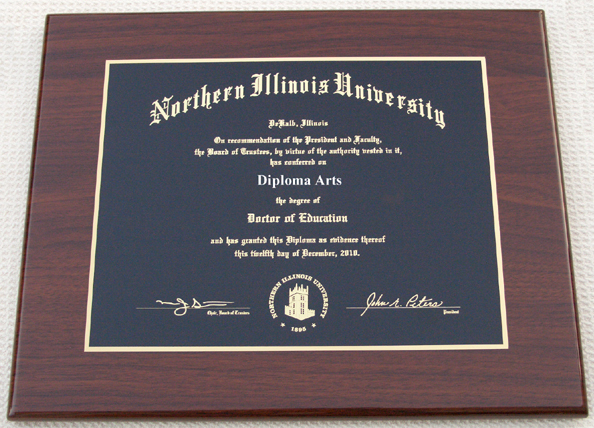 Northern Illinois University
DeKalb, Illinois
On recommendation of the President and Faculty,
the Board of Trustees, by virtue of the authority vested in it,
has conferred on
Diploma Arts
the degree of
Doctor of Education
and has granted this Diploma as evidence thereof
this twelfth day of December, 2010.
NORTHERN ILLINOIS UNIVERSITY
1895
John G. Peters
Chair, Board of Trustees
President